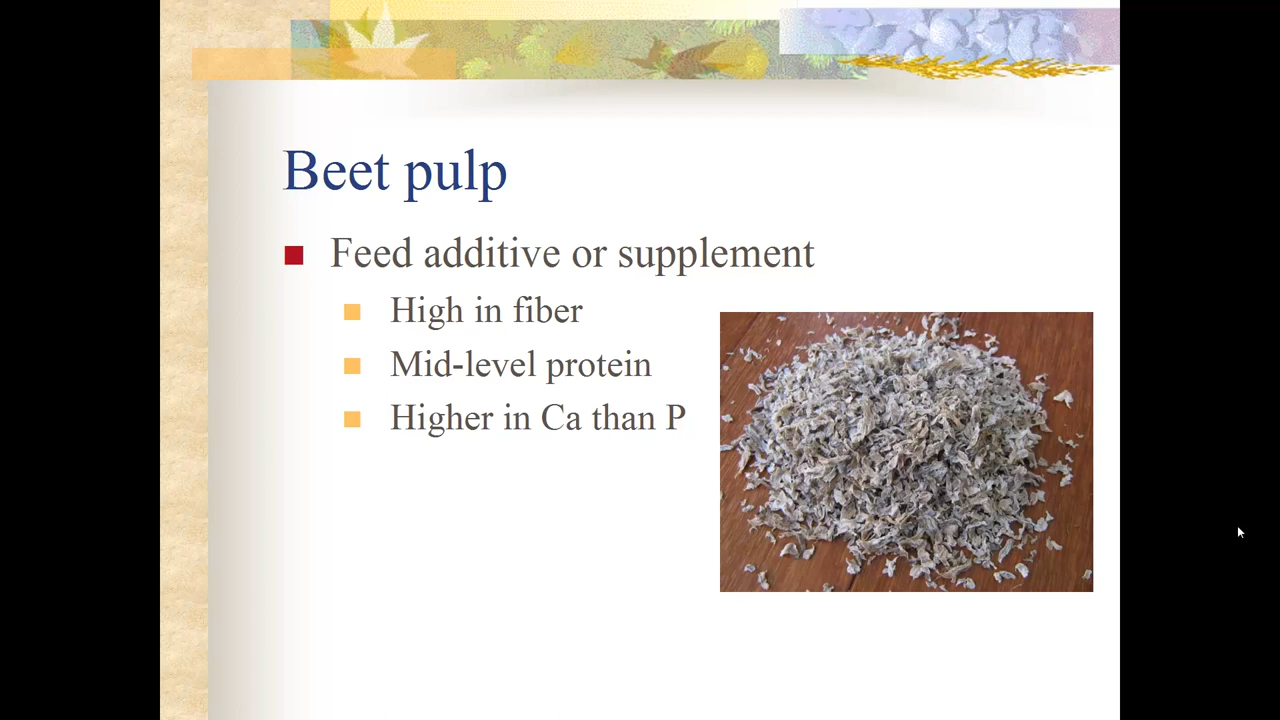 Beet pulp
Feed additive or supplement
High in fiber
Mid-level protein
Higher in Ca than P